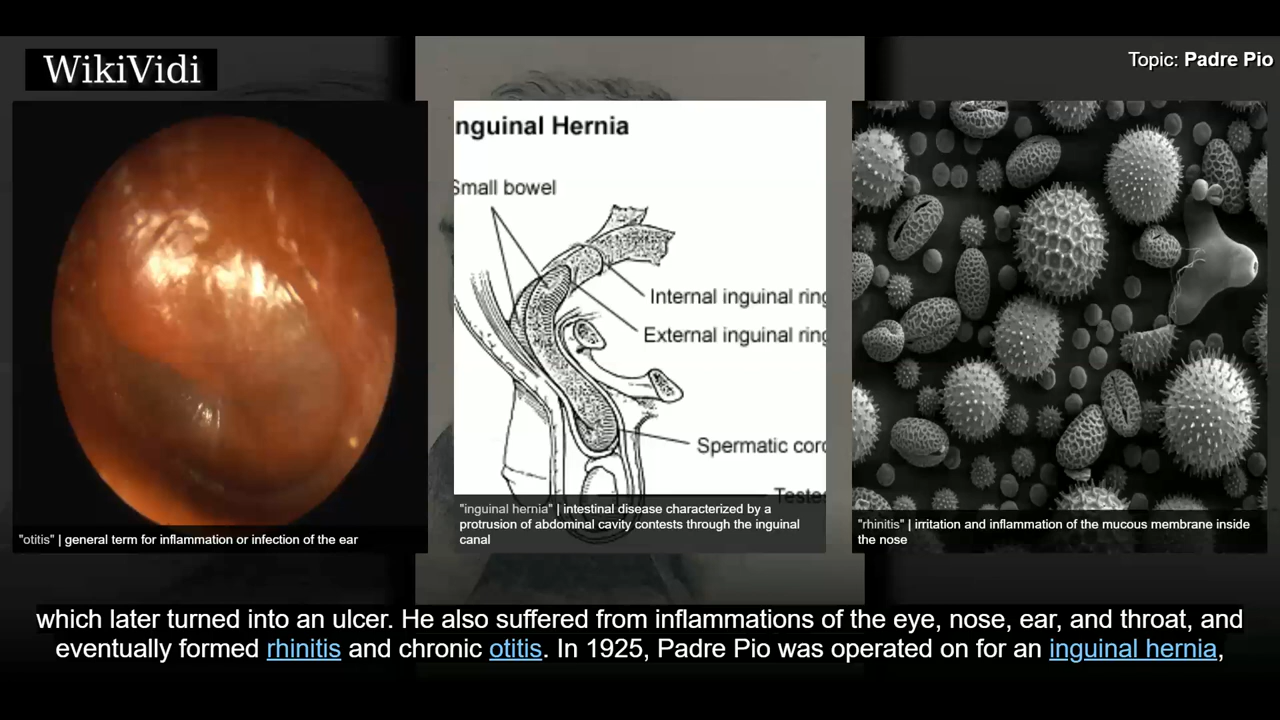 WikiVidi
Topic: Padre Pio
nguinal Hernia
Small bowel
Internal inguinal ring
External inguinal ring
Spermatic cord
Teste
"otitis" | general term for inflammation or infection of the ear
"inguinal hernia" | intestinal disease characterized by a
protrusion of abdominal cavity contests through the inguinal
canal
"rhinitis" | irritation and inflammation of the mucous membrane inside
the nose
which later turned into an ulcer. He also suffered from inflammations of the eye, nose, ear, and throat, and
eventually formed rhinitis and chronic otitis. In 1925, Padre Pio was operated on for an inguinal hernia,